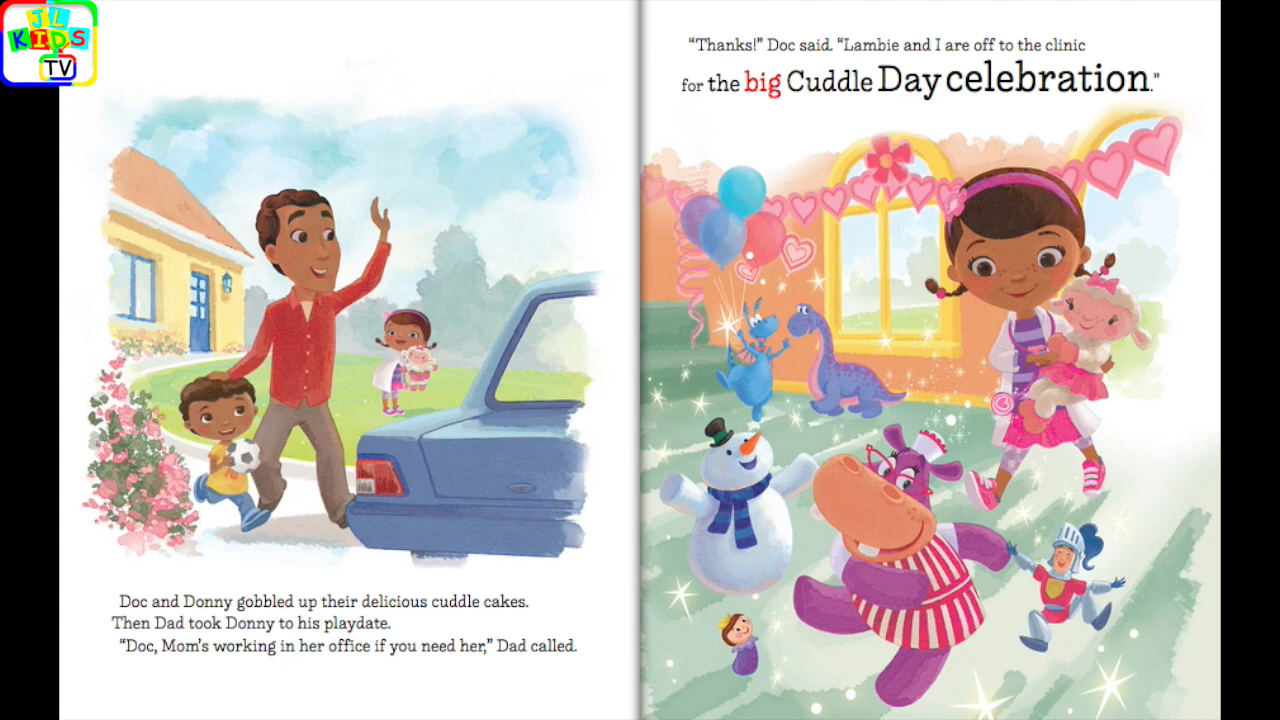 JL
KIDS
TV
Doc and Donny gobbled up their delicious cuddle cakes.
Then Dad took Donny to his playdate.
“Doc, Mom’s working in her office if you need her,” Dad called.
“Thanks!” Doc said. “Lambie and I are off to the clinic
for the big Cuddle Day celebration.”